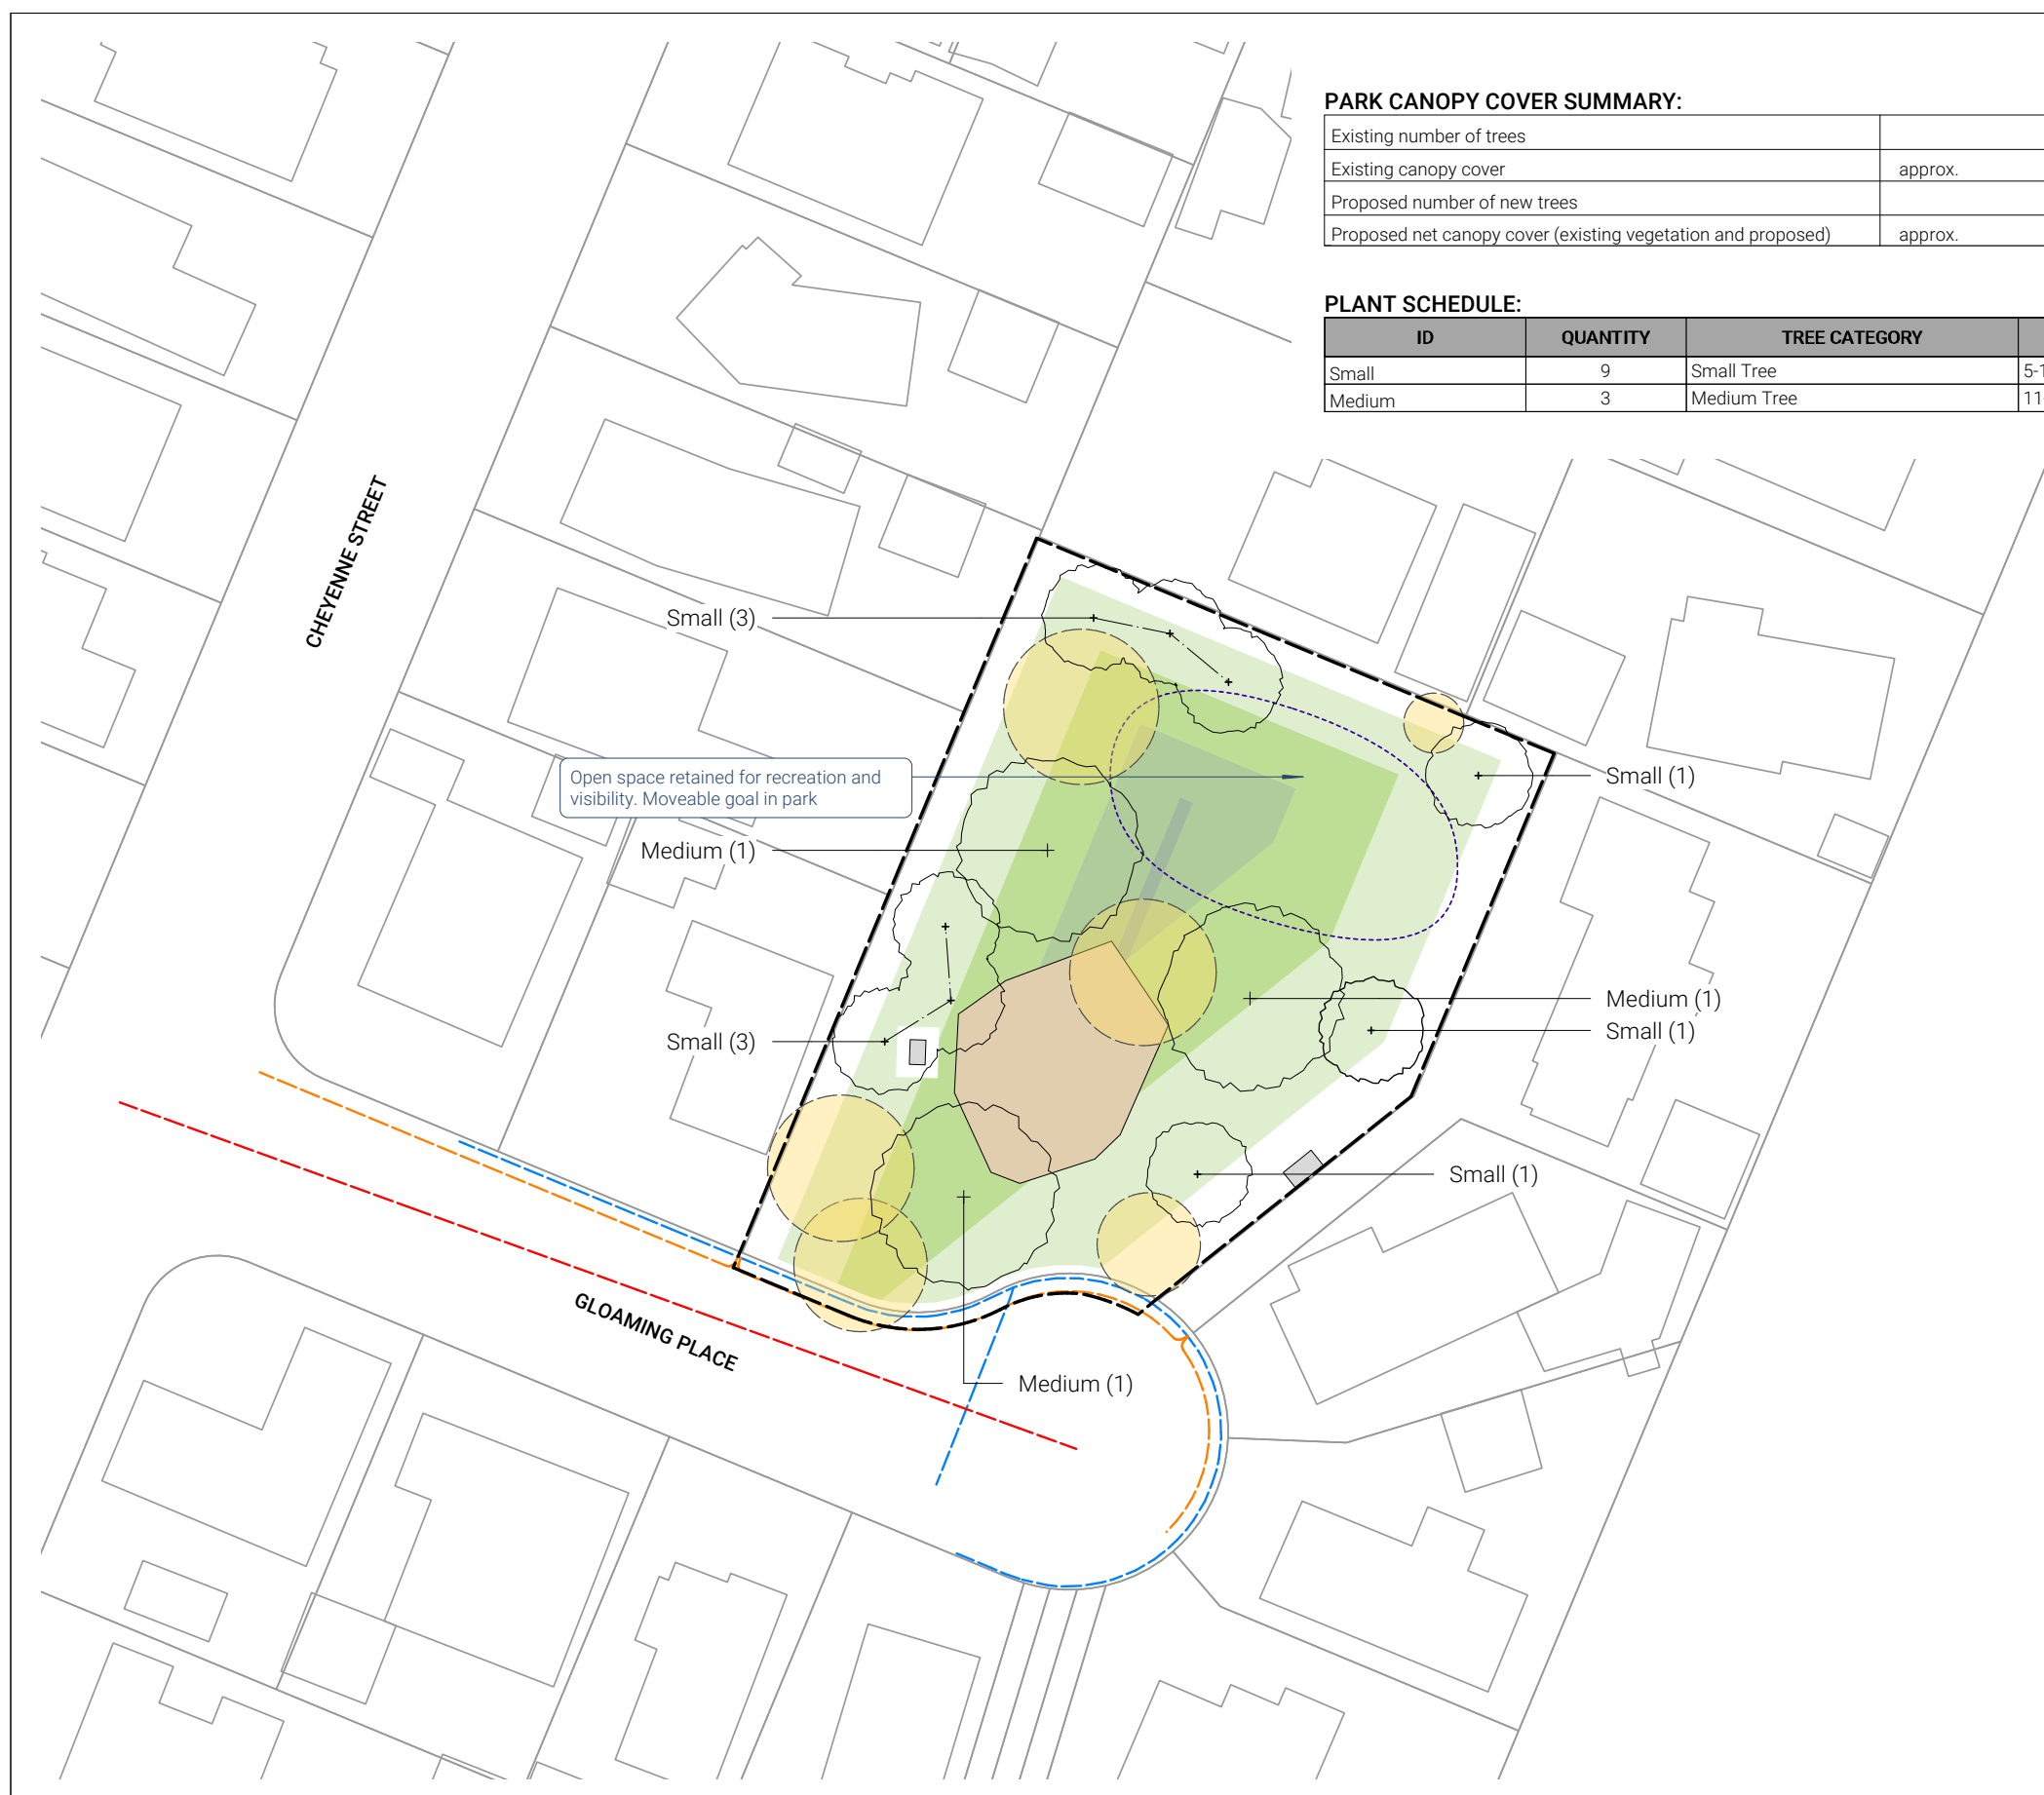 PARK CANOPY COVER SUMMARY:
Existing number of trees
Existing canopy cover approx.
Proposed number of new trees
Proposed net canopy cover (existing vegetation and proposed) approx.
PLANT SCHEDULE:
ID QUANTITY TREE CATEGORY
Small 9 Small Tree 5-1
Medium 3 Medium Tree 11
CHEYENNE STREET
Small (3)
Open space retained for recreation and
visibility. Moveable goal in park
Small (1)
Medium (1)
Medium (1)
Small (1)
Small (3)
Small (1)
GLOAMING PLACE
Medium (1)